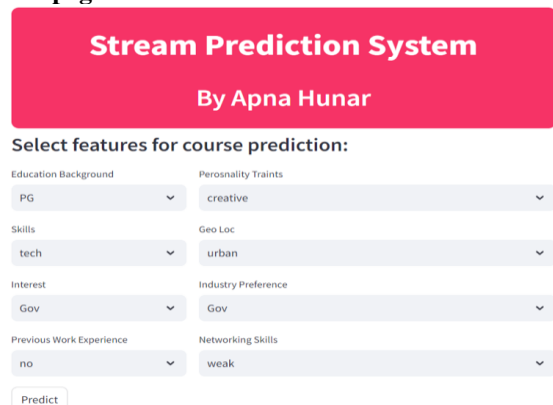 Stream Prediction System
By Apna Hunar
Select features for course prediction:
Education Background
Perosnality Traints
PG
creative
Skills
Geo Loc
tech
urban
Interest
Industry Preference
Gov
Gov
Previous Work Experience
Networking Skills
no
weak
Predict